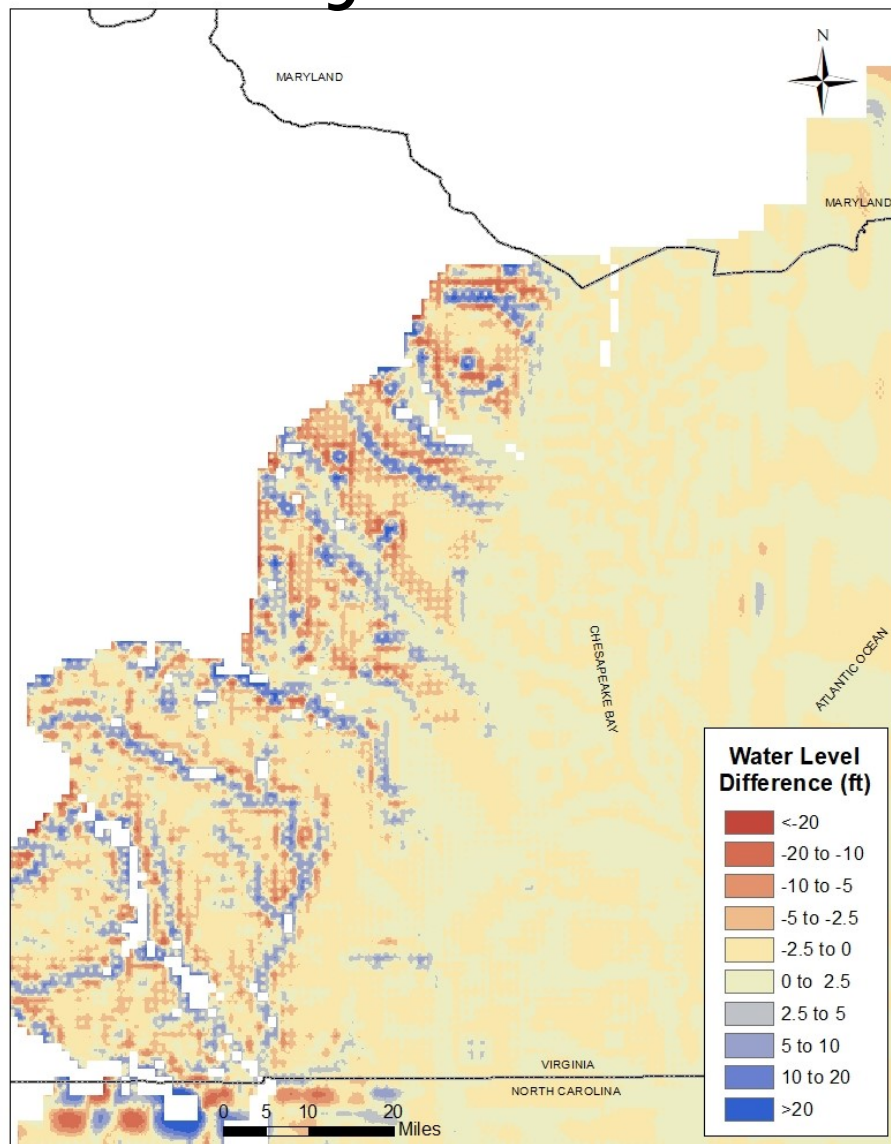 N
MARYLAND
MARYLAND
CHESAPEAKE BAY
ATLANTIC OCEAN
Water Level
Difference (ft)
<-20
-20 to -10
-10 to -5
-5 to -2.5
-2.5 to 0
0 to 2.5
2.5 to 5
5 to 10
10 to 20
>20
VIRGINIA
NORTH CAROLINA
0 5 10 20
Miles